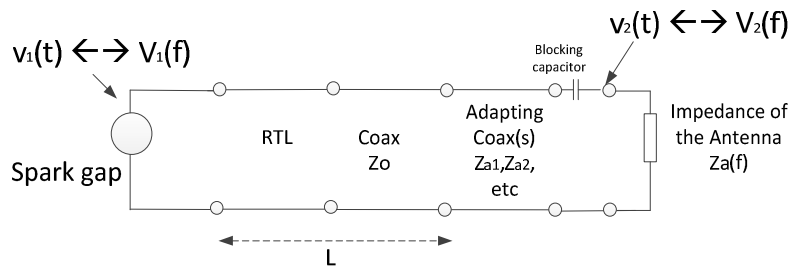 v₁(t) ←→ V₁(f)
v₂(t) ←→ V₂(f)
Blocking
capacitor
Spark gap
RTL
Coax
Zo
Adapting
Coax(s)
Za1,Za2,
etc
Impedance of
the Antenna
Za(f)
L